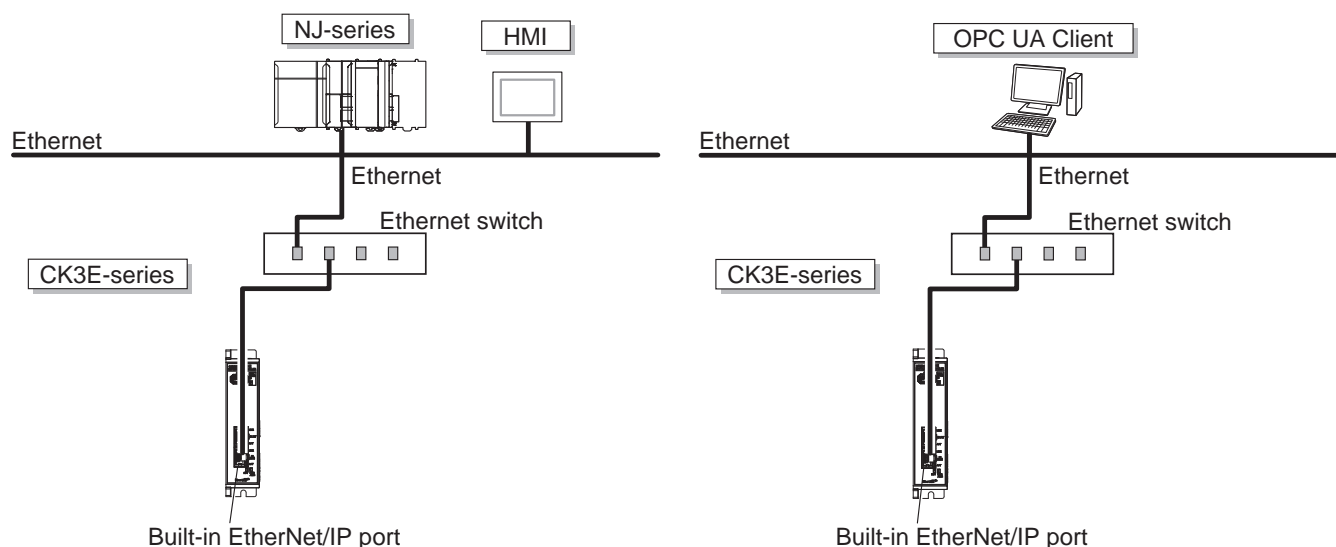 NJ-series
HMI
Ethernet
Ethernet
Ethernet switch
CK3E-series
Built-in EtherNet/IP port
OPC UA Client
Ethernet
Ethernet
Ethernet switch
CK3E-series
Built-in EtherNet/IP port